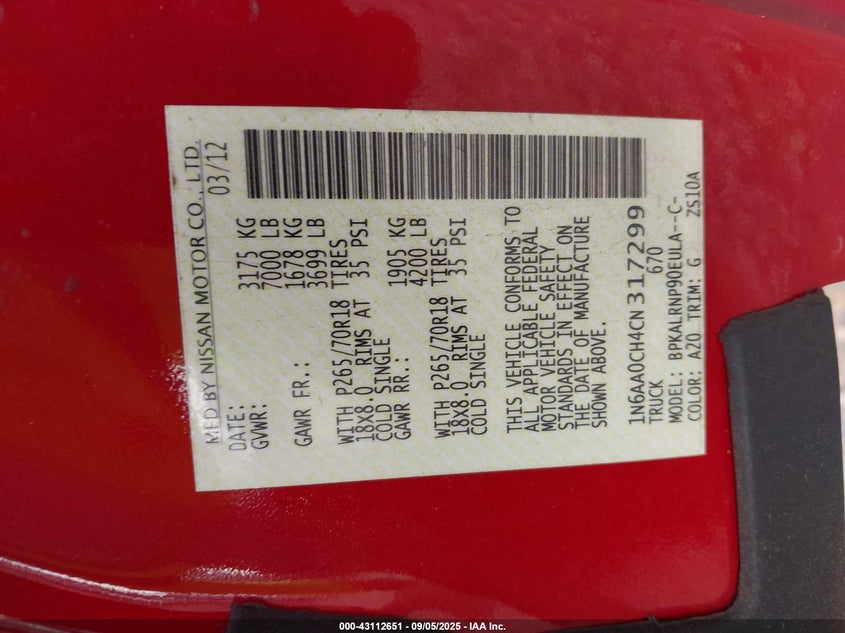 MFD BY NISSAN MOTOR CO., LTD.
DATE: 03/12
GVWR: 3175 KG
7000 LB
GAWR FR.: 1678 KG
3699 LB
WITH P265/70R18 TIRES
18X8.0 RIMS AT 35 PSI
COLD SINGLE
GAWR RR.: 1905 KG
4200 LB
WITH P265/70R18 TIRES
18X8.0 RIMS AT 35 PSI
COLD SINGLE
THIS VEHICLE CONFORMS TO
ALL APPLICABLE FEDERAL
MOTOR VEHICLE SAFETY
STANDARDS IN EFFECT ON
THE DATE OF MANUFACTURE
SHOWN ABOVE.
1N6AA0CH4CN317299
TRUCK 670
MODEL: BPKALRNP90EULA--C-
COLOR: A20 TRIM: G ZS10A
000-43112651 - 09/05/2025 - IAA Inc.